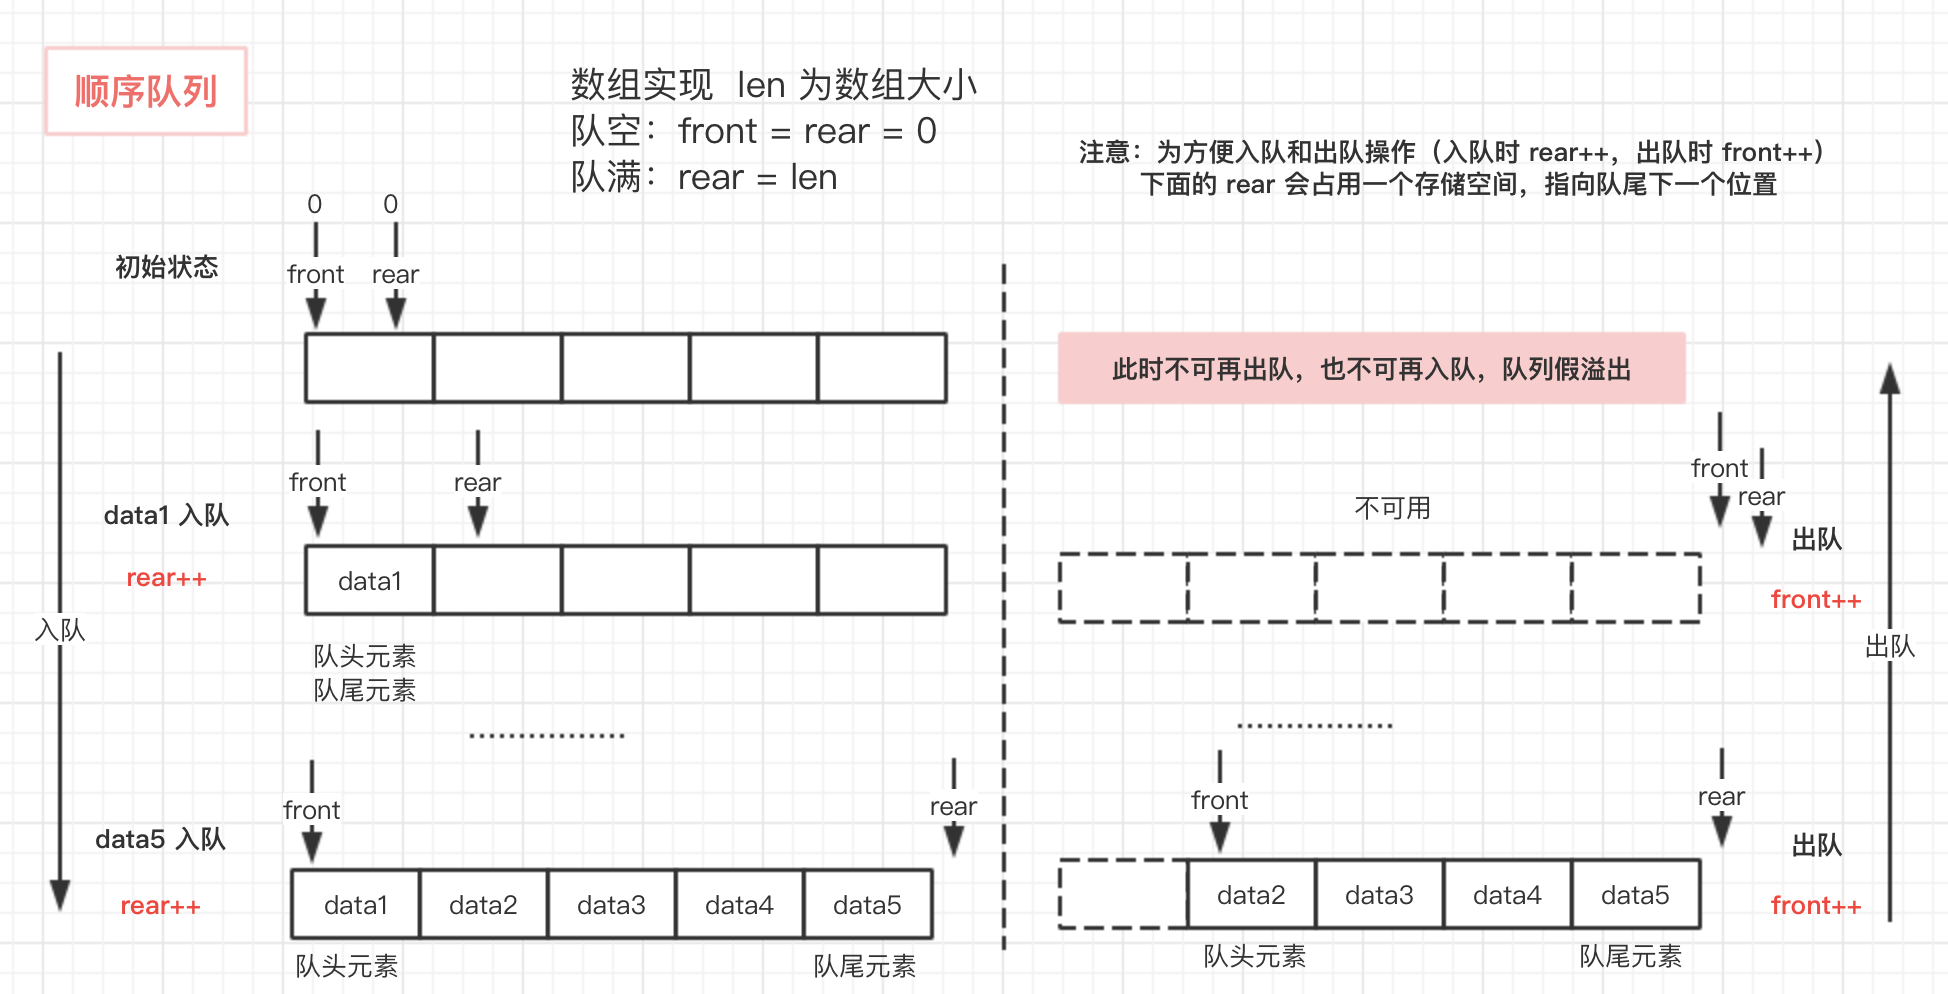 顺序队列
数组实现  len 为数组大小
队空：front = rear = 0
队满：rear = len
注意：为方便入队和出队操作（入队时 rear++，出队时 front++）
下面的 rear 会占用一个存储空间，指向队尾下一个位置
0 0
初始状态
front rear
此时不可再出队，也不可再入队，队列假溢出
front rear
data1 入队
rear++
data1
队头元素
队尾元素
入队
front
rear
data5 入队
rear++
data1 data2 data3 data4 data5
队头元素 队尾元素
front
rear
不可用
出队
front++
出队
front rear
出队
front++
data2 data3 data4 data5
队头元素 队尾元素